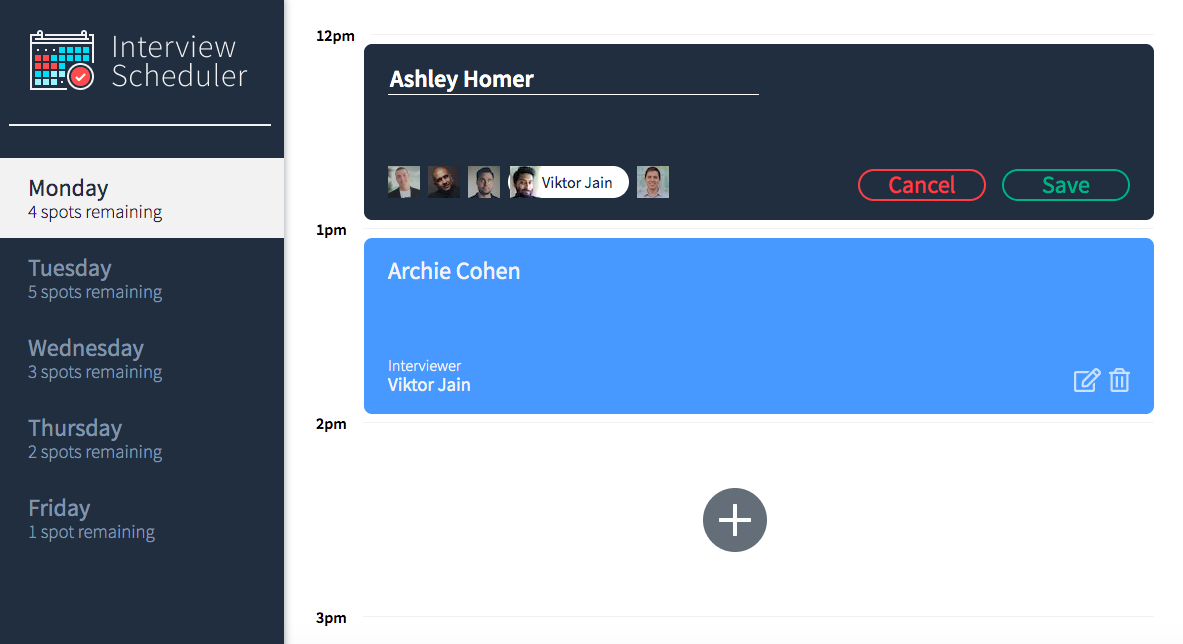 Interview
Scheduler
Monday
4 spots remaining
Tuesday
5 spots remaining
Wednesday
3 spots remaining
Thursday
2 spots remaining
Friday
1 spot remaining
12pm
Ashley Homer
Viktor Jain
Cancel
Save
1pm
Archie Cohen
Interviewer
Viktor Jain
2pm
3pm